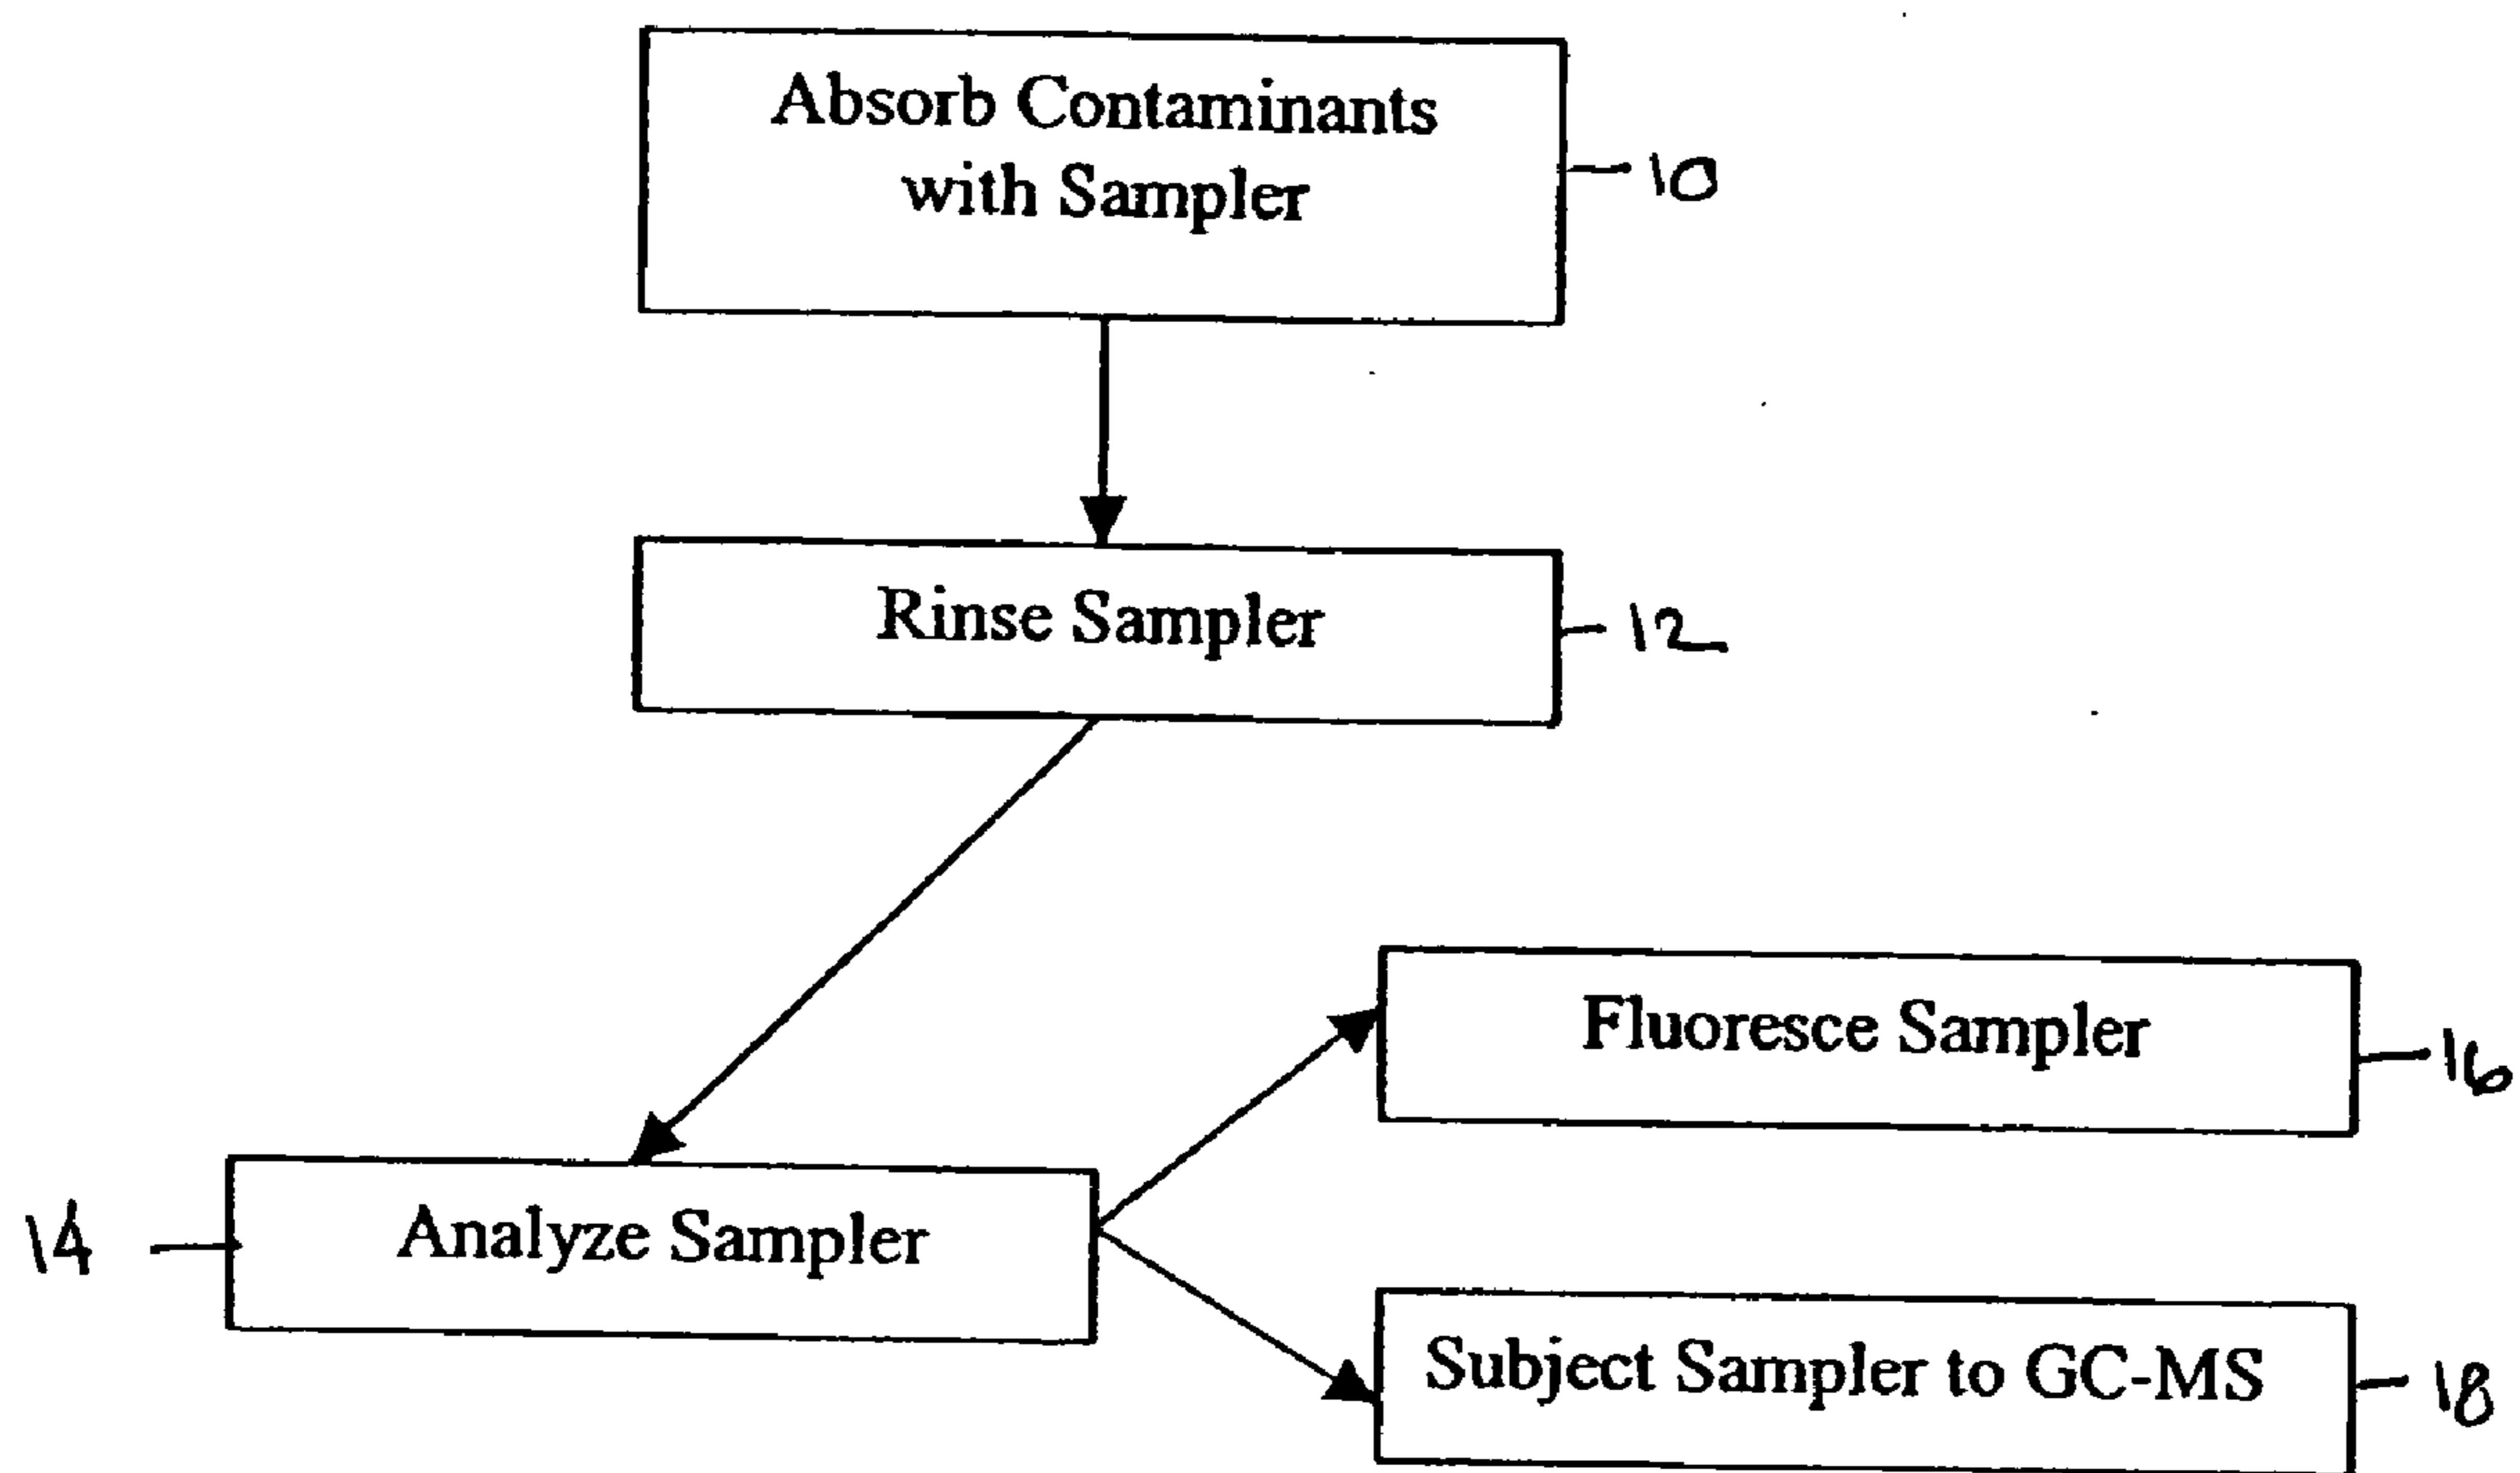 Absorb Contaminants
with Sampler
10
Rinse Sampler
12
Fluoresce Sampler
16
14
Analyze Sampler
Subject Sampler to GC-MS
18